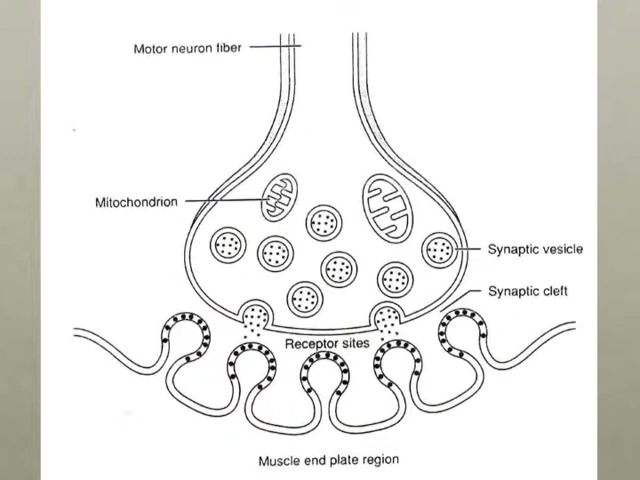 Motor neuron fiber
Mitochondrion
Synaptic vesicle
Synaptic cleft
Receptor sites
Muscle end plate region